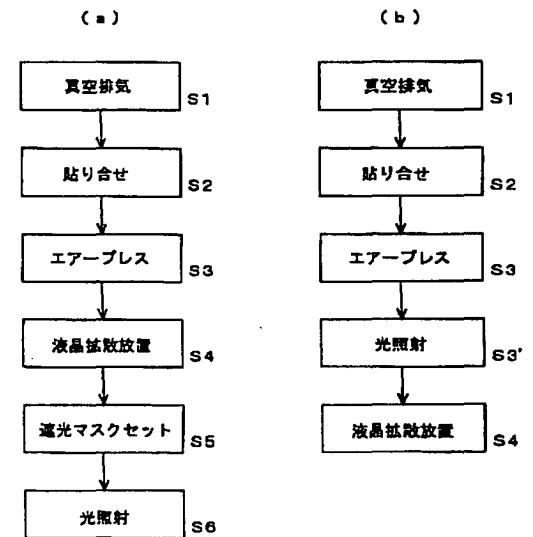 (a)
真空排気
S1
貼り合せ
S2
エアープレス
S3
液晶拡散放置
S4
遮光マスクセット
S5
光照射
S6
(b)
真空排気
S1
貼り合せ
S2
エアープレス
S3
光照射
S3'
液晶拡散放置
S4